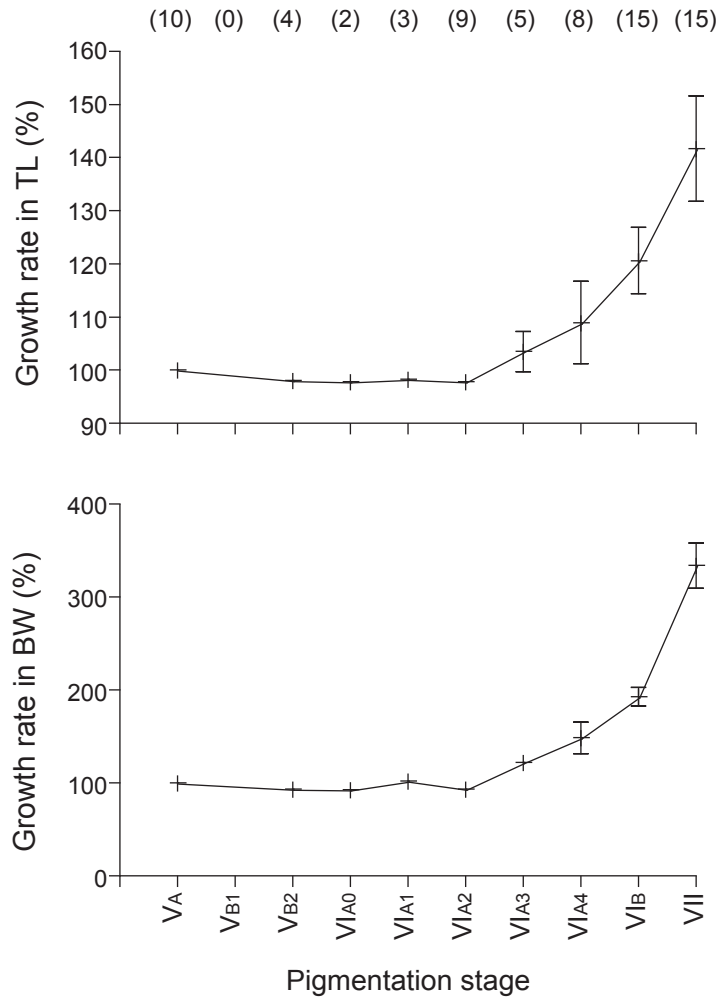 (10) (0) (4) (2) (3) (9) (5) (8) (15) (15)
160
150
140
130
120
110
100
90
Growth rate in TL (%)
400
300
200
100
0
Growth rate in BW (%)
VA VB1 VB2 VIA0 VIA1 VIA2 VIA3 VIA4 VIB VII
Pigmentation stage